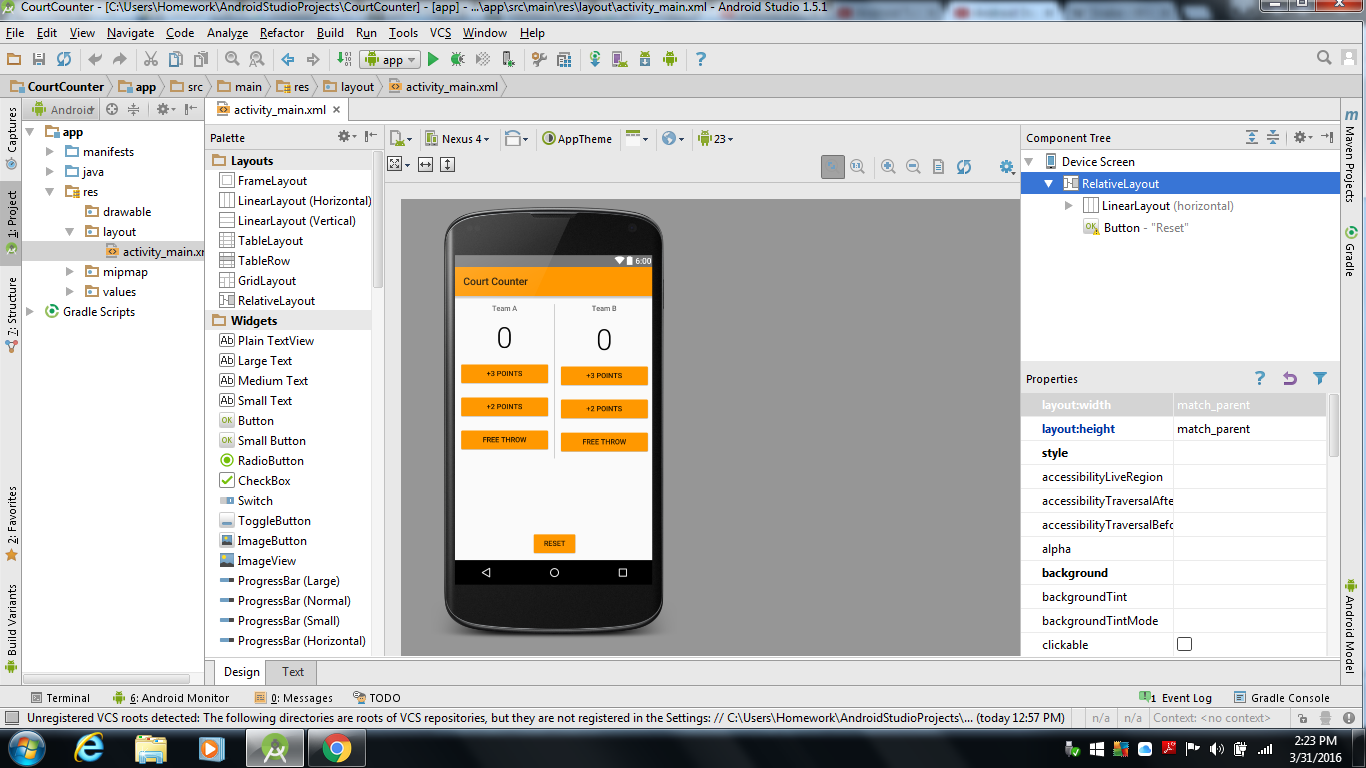 CourtCounter - [C:\Users\Homework\AndroidStudioProjects\CourtCounter] - [app] - ...\app\src\main\res\layout\activity_main.xml - Android Studio 1.5.1
File Edit View Navigate Code Analyze Refactor Build Run Tools VCS Window Help
app
CourtCounter app src main res layout activity_main.xml
Captures
1: Project
7: Structure
2: Favorites
Build Variants
Android
app
manifests
java
res
drawable
layout
activity_main.xm
mipmap
values
Gradle Scripts
activity_main.xml
Palette
Layouts
FrameLayout
LinearLayout (Horizontal)
LinearLayout (Vertical)
TableLayout
TableRow
GridLayout
RelativeLayout
Widgets
Plain TextView
Large Text
Medium Text
Small Text
Button
Small Button
RadioButton
CheckBox
Switch
ToggleButton
ImageButton
ImageView
ProgressBar (Large)
ProgressBar (Normal)
ProgressBar (Small)
ProgressBar (Horizontal)
Nexus 4 AppTheme 23
6:00
Court Counter
Team A Team B
0 0
+3 POINTS +3 POINTS
+2 POINTS +2 POINTS
FREE THROW FREE THROW
RESET
Design Text
Component Tree
Device Screen
RelativeLayout
LinearLayout (horizontal)
Button - "Reset"
Properties
layout:width match_parent
layout:height match_parent
style
accessibilityLiveRegion
accessibilityTraversalAfte
accessibilityTraversalBefo
alpha
background
backgroundTint
backgroundTintMode
clickable
Maven Projects
Gradle
Android Model
Terminal 6: Android Monitor 0: Messages TODO 1 Event Log Gradle Console
Unregistered VCS roots detected: The following directories are roots of VCS repositories, but they are not registered in the Settings: // C:\Users\Homework\AndroidStudioProjects\... (today 12:57 PM) n/a n/a Context: <no context>
2:23 PM
3/31/2016